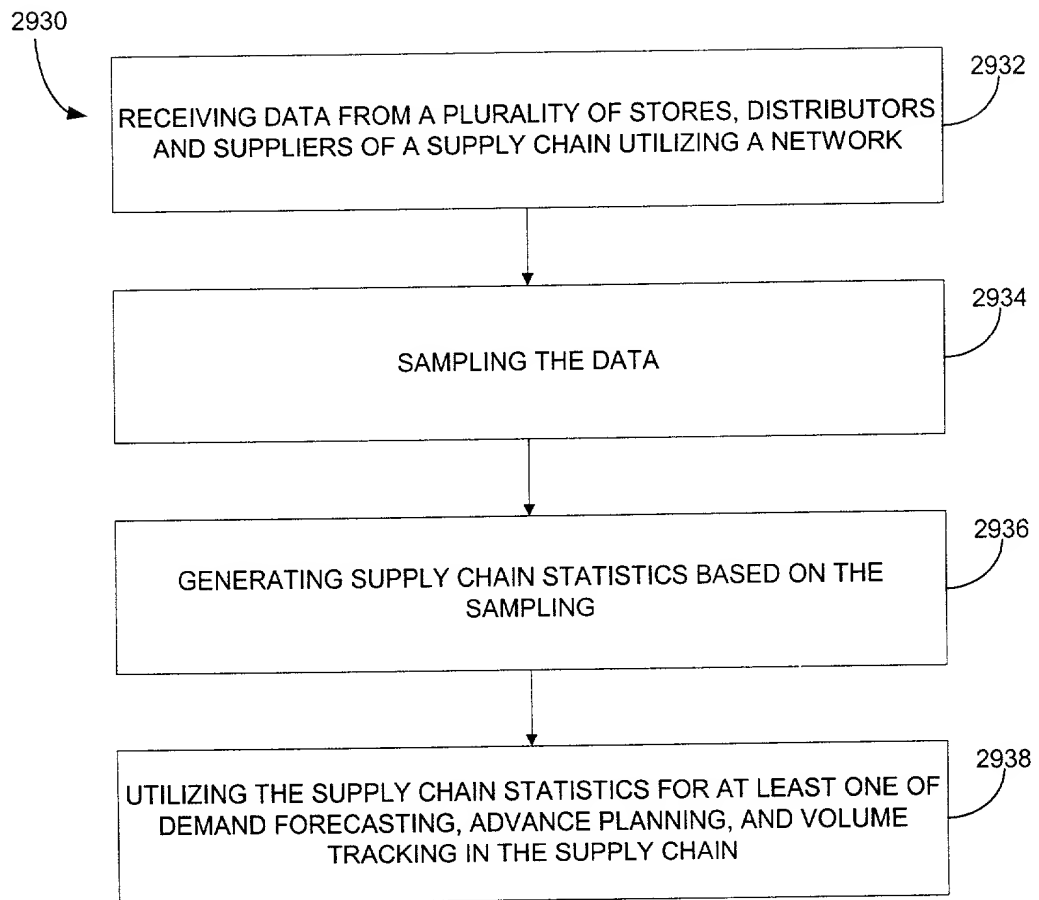 2930
2932
RECEIVING DATA FROM A PLURALITY OF STORES, DISTRIBUTORS
AND SUPPLIERS OF A SUPPLY CHAIN UTILIZING A NETWORK
2934
SAMPLING THE DATA
2936
GENERATING SUPPLY CHAIN STATISTICS BASED ON THE
SAMPLING
2938
UTILIZING THE SUPPLY CHAIN STATISTICS FOR AT LEAST ONE OF
DEMAND FORECASTING, ADVANCE PLANNING, AND VOLUME
TRACKING IN THE SUPPLY CHAIN